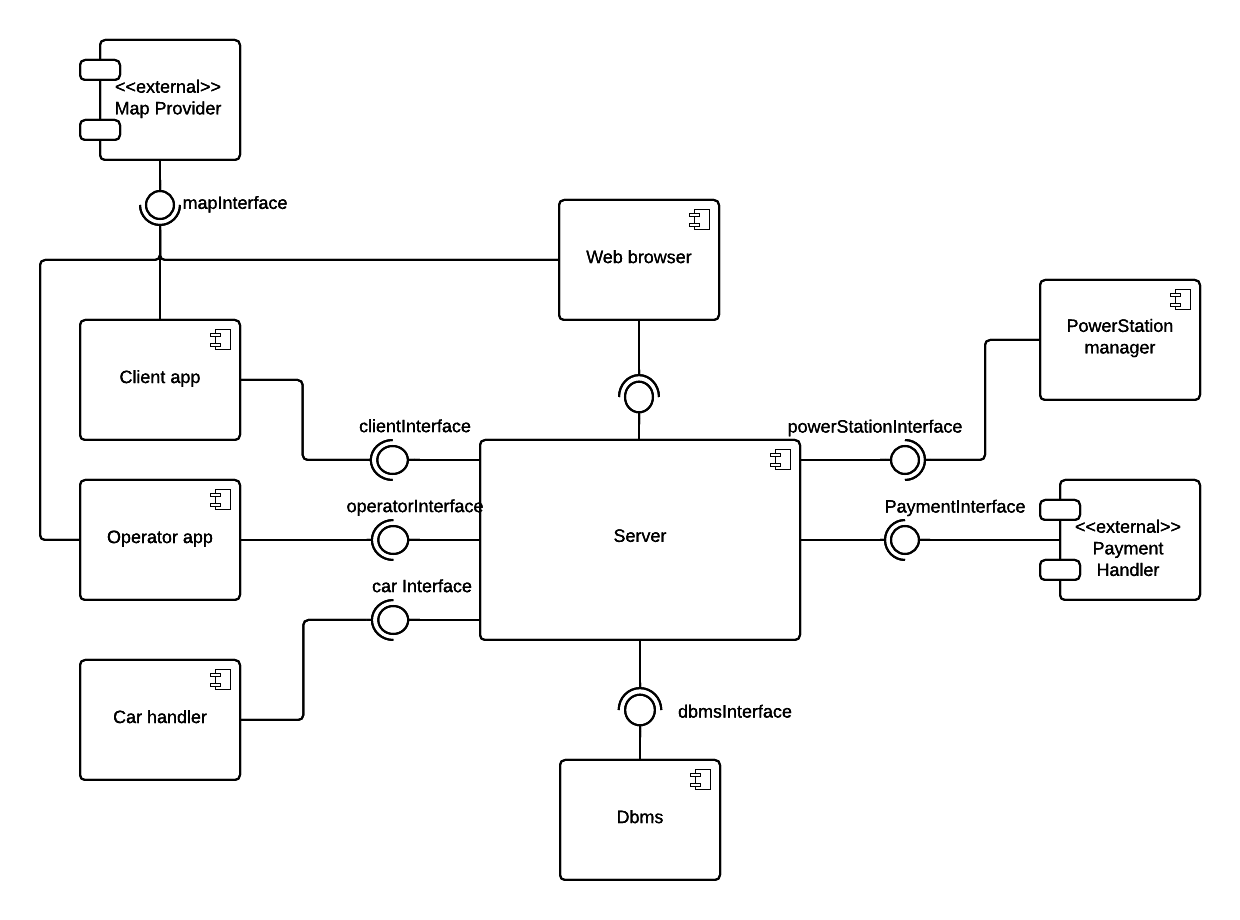 <<external>>
Map Provider
mapInterface
Web browser
PowerStation
manager
Client app
clientInterface
powerStationInterface
operatorInterface
PaymentInterface
Operator app
Server
<<external>>
Payment
Handler
car Interface
Car handler
dbmsInterface
Dbms